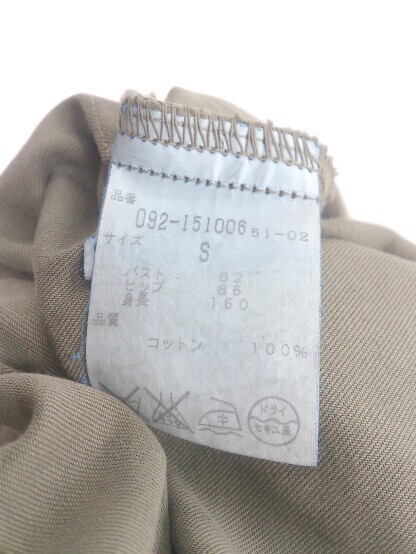 品番
092-151006 51-02
サイズ
S
バスト 82
ヒップ 86
身長 160
品質
コットン 100%
中
ドライ
セキユ系